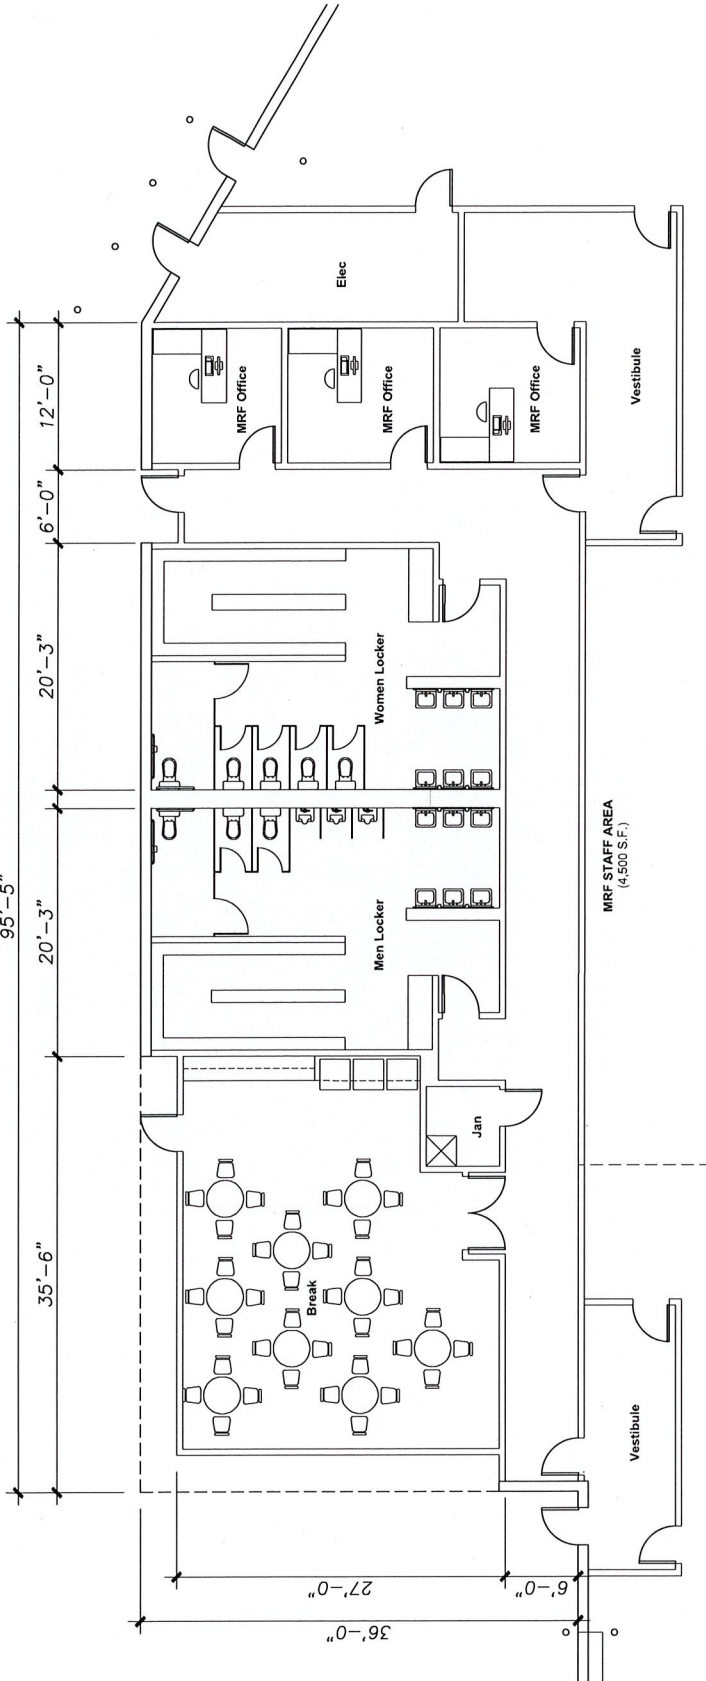 95'-5"
35'-6"
20'-3"
20'-3"
6'-0"
12'-0"
36'-0"
27'-0"
6'-0"
Break
Jan
Men Locker
Women Locker
MRF Office
MRF Office
MRF Office
Elec
Vestibule
Vestibule
MRF STAFF AREA
(4,500 S.F.)